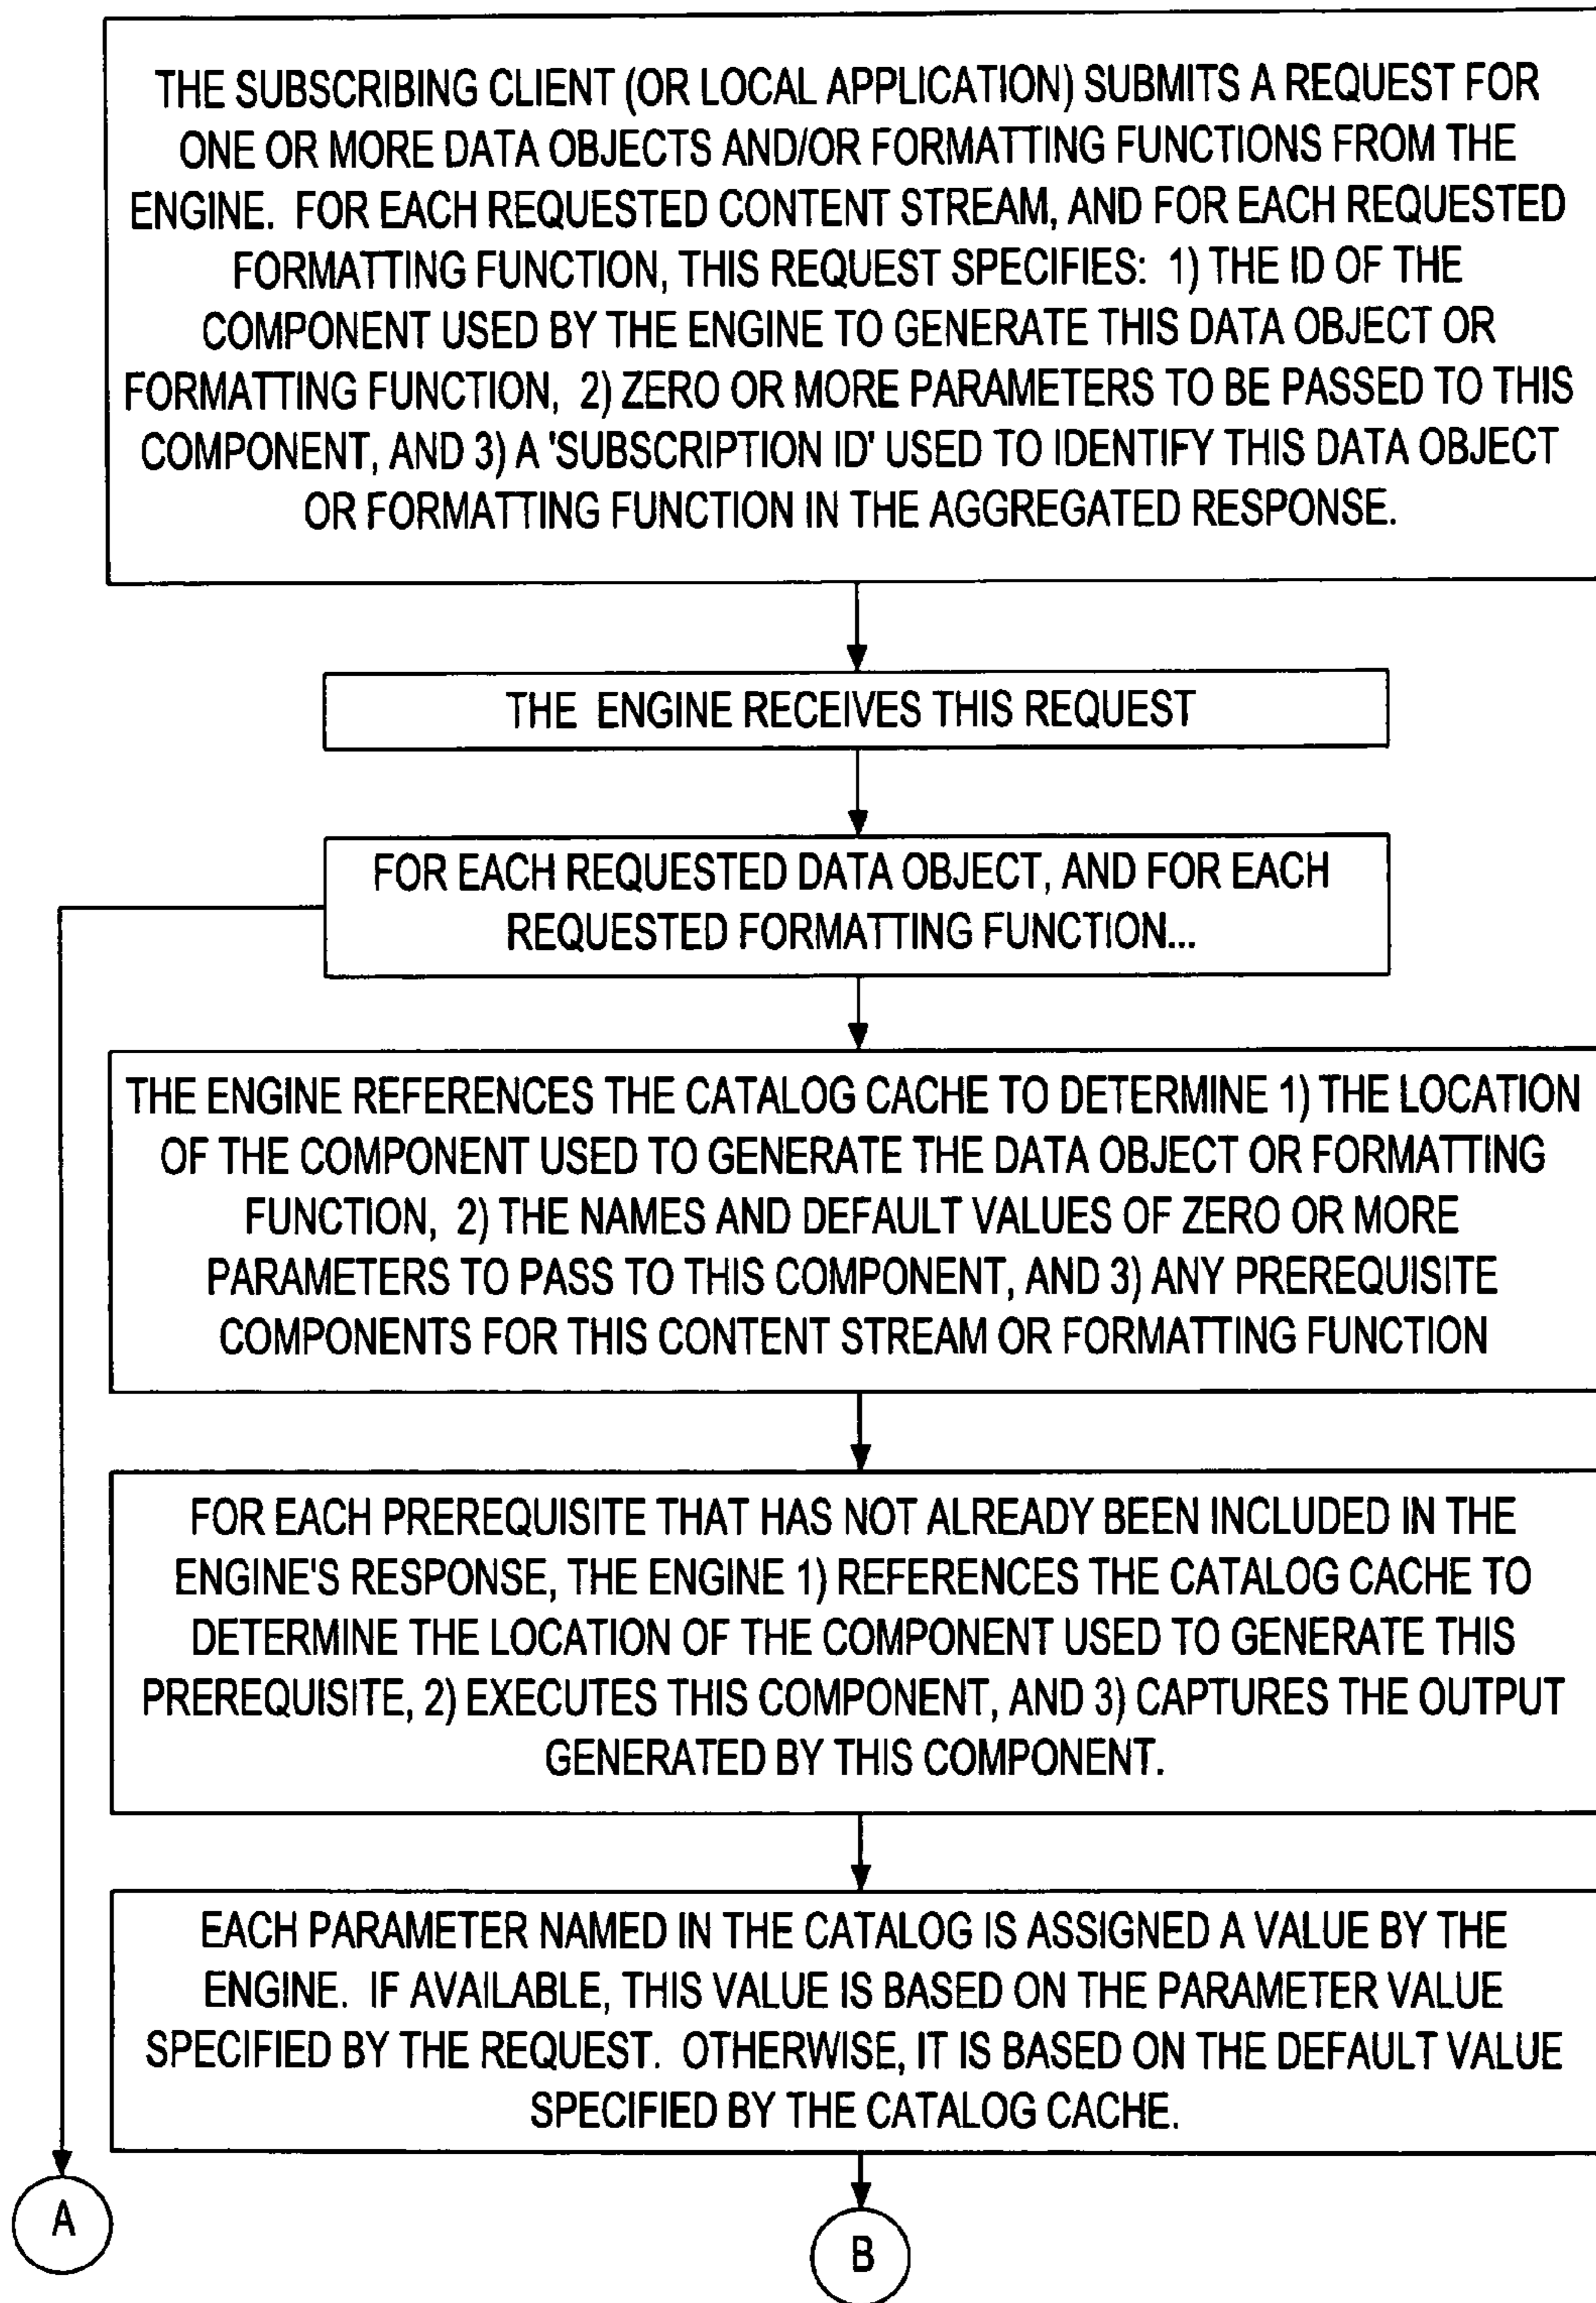 THE SUBSCRIBING CLIENT (OR LOCAL APPLICATION) SUBMITS A REQUEST FOR
ONE OR MORE DATA OBJECTS AND/OR FORMATTING FUNCTIONS FROM THE
ENGINE. FOR EACH REQUESTED CONTENT STREAM, AND FOR EACH REQUESTED
FORMATTING FUNCTION, THIS REQUEST SPECIFIES: 1) THE ID OF THE
COMPONENT USED BY THE ENGINE TO GENERATE THIS DATA OBJECT OR
FORMATTING FUNCTION, 2) ZERO OR MORE PARAMETERS TO BE PASSED TO THIS
COMPONENT, AND 3) A 'SUBSCRIPTION ID' USED TO IDENTIFY THIS DATA OBJECT
OR FORMATTING FUNCTION IN THE AGGREGATED RESPONSE.
THE ENGINE RECEIVES THIS REQUEST
FOR EACH REQUESTED DATA OBJECT, AND FOR EACH
REQUESTED FORMATTING FUNCTION...
THE ENGINE REFERENCES THE CATALOG CACHE TO DETERMINE 1) THE LOCATION
OF THE COMPONENT USED TO GENERATE THE DATA OBJECT OR FORMATTING
FUNCTION, 2) THE NAMES AND DEFAULT VALUES OF ZERO OR MORE
PARAMETERS TO PASS TO THIS COMPONENT, AND 3) ANY PREREQUISITE
COMPONENTS FOR THIS CONTENT STREAM OR FORMATTING FUNCTION
FOR EACH PREREQUISITE THAT HAS NOT ALREADY BEEN INCLUDED IN THE
ENGINE'S RESPONSE, THE ENGINE 1) REFERENCES THE CATALOG CACHE TO
DETERMINE THE LOCATION OF THE COMPONENT USED TO GENERATE THIS
PREREQUISITE, 2) EXECUTES THIS COMPONENT, AND 3) CAPTURES THE OUTPUT
GENERATED BY THIS COMPONENT.
EACH PARAMETER NAMED IN THE CATALOG IS ASSIGNED A VALUE BY THE
ENGINE. IF AVAILABLE, THIS VALUE IS BASED ON THE PARAMETER VALUE
SPECIFIED BY THE REQUEST. OTHERWISE, IT IS BASED ON THE DEFAULT VALUE
SPECIFIED BY THE CATALOG CACHE.
A
B